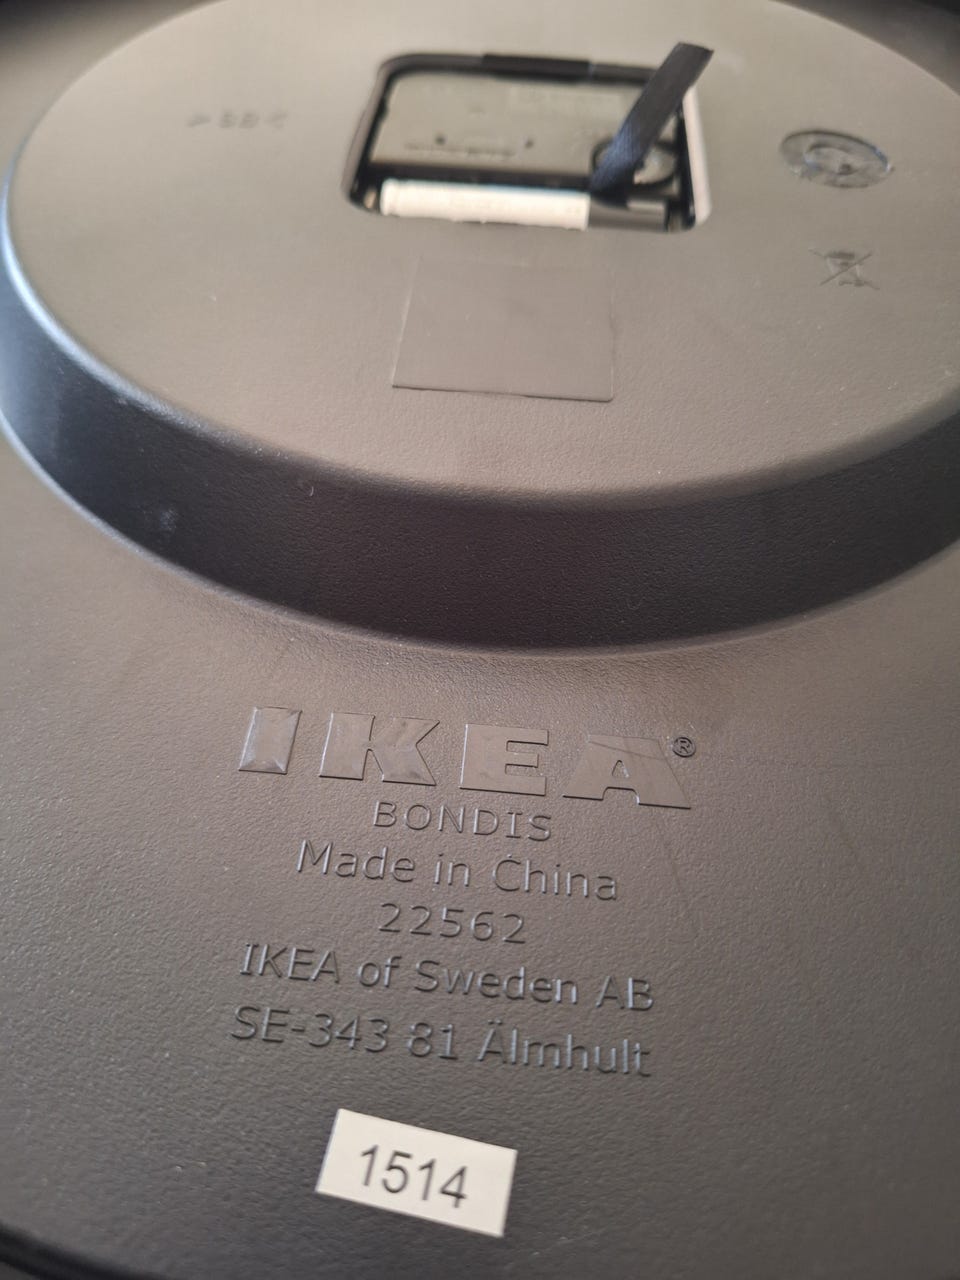 IKEA®
BONDIS
Made in China
22562
IKEA of Sweden AB
SE-343 81 Älmhult
1514